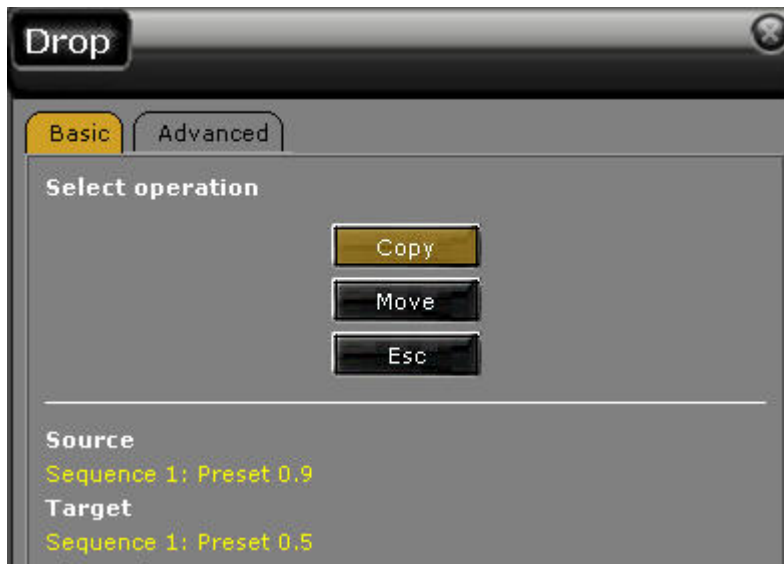 Drop
Basic Advanced
Select operation
Copy
Move
Esc
Source
Sequence 1: Preset 0.9
Target
Sequence 1: Preset 0.5